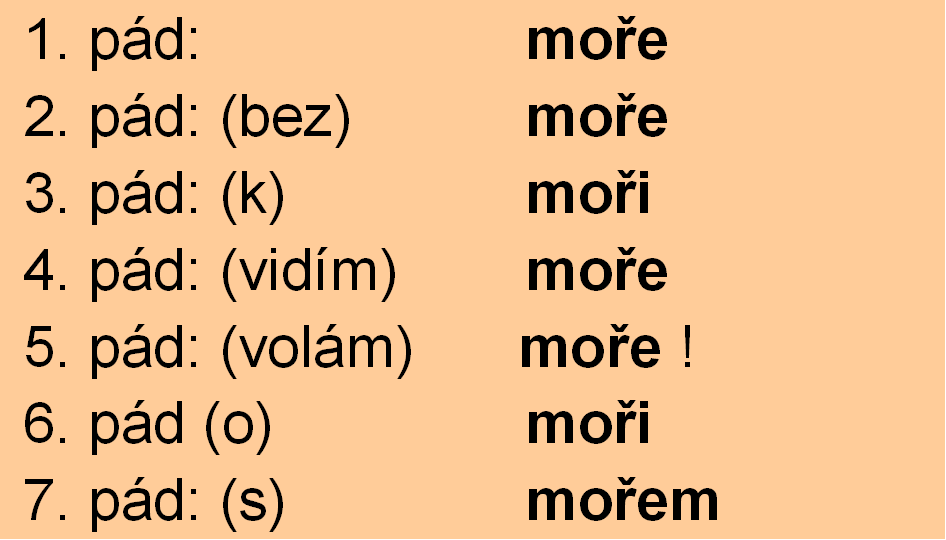 1. pád: moře
2. pád: (bez) moře
3. pád: (k) moři
4. pád: (vidím) moře
5. pád: (volám) moře !
6. pád (o) moři
7. pád: (s) mořem